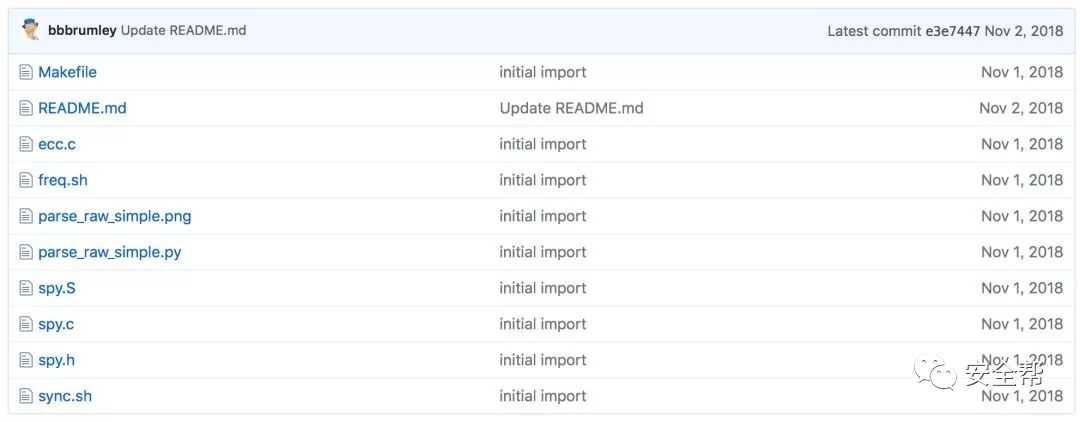 bbbrumley Update README.md Latest commit e3e7447 Nov 2, 2018
Makefile initial import Nov 1, 2018
README.md Update README.md Nov 2, 2018
ecc.c initial import Nov 1, 2018
freq.sh initial import Nov 1, 2018
parse_raw_simple.png initial import Nov 1, 2018
parse_raw_simple.py initial import Nov 1, 2018
spy.S initial import Nov 1, 2018
spy.c initial import Nov 1, 2018
spy.h initial import Nov 1, 2018
安全帮
sync.sh initial import Nov 1, 2018